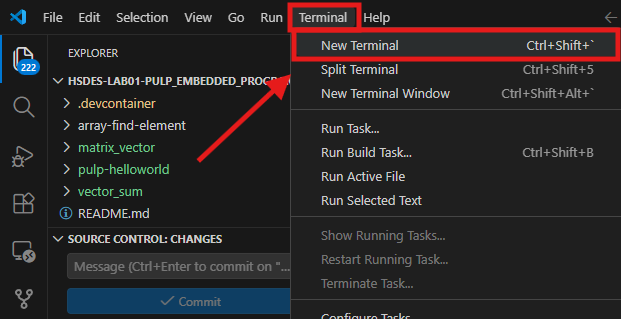 File Edit Selection View Go Run Terminal Help
EXPLORER
222
HSDES-LAB01-PULP_EMBEDDED_PROGR
.devcontainer
array-find-element
matrix_vector
pulp-helloworld
vector_sum
README.md
SOURCE CONTROL: CHANGES
Message (Ctrl+Enter to commit on "...
Commit
New Terminal Ctrl+Shift+`
Split Terminal Ctrl+Shift+5
New Terminal Window Ctrl+Shift+Alt+`
Run Task...
Run Build Task... Ctrl+Shift+B
Run Active File
Run Selected Text
Show Running Tasks...
Restart Running Task...
Terminate Task...
Configure Tasks